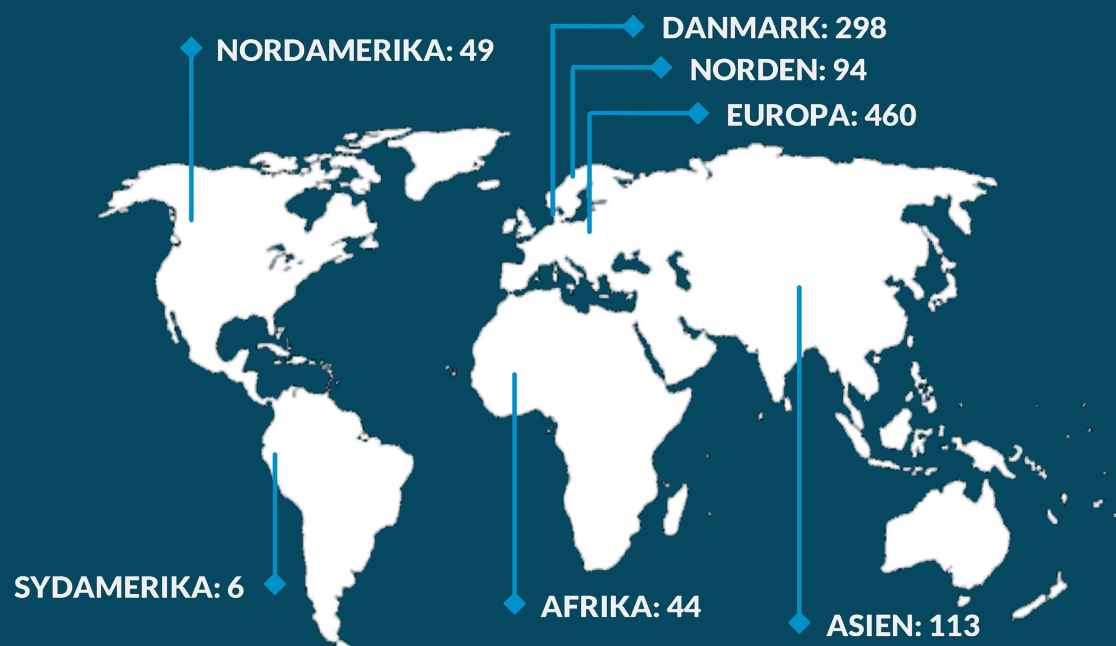 DANMARK: 298
NORDAMERIKA: 49
NORDEN: 94
EUROPA: 460
SYDAMERIKA: 6
AFRIKA: 44
ASIEN: 113